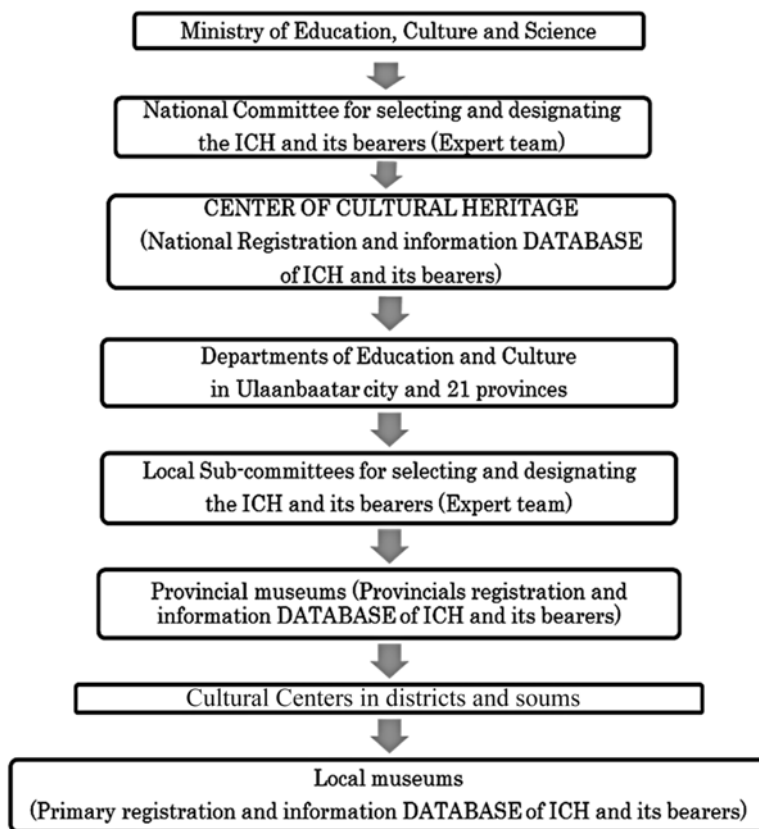 Ministry of Education, Culture and Science
National Committee for selecting and designating
the ICH and its bearers (Expert team)
CENTER OF CULTURAL HERITAGE
(National Registration and information DATABASE
of ICH and its bearers)
Departments of Education and Culture
in Ulaanbaatar city and 21 provinces
Local Sub-committees for selecting and designating
the ICH and its bearers (Expert team)
Provincial museums (Provincials registration and
information DATABASE of ICH and its bearers)
Cultural Centers in districts and soums
Local museums
(Primary registration and information DATABASE of ICH and its bearers)